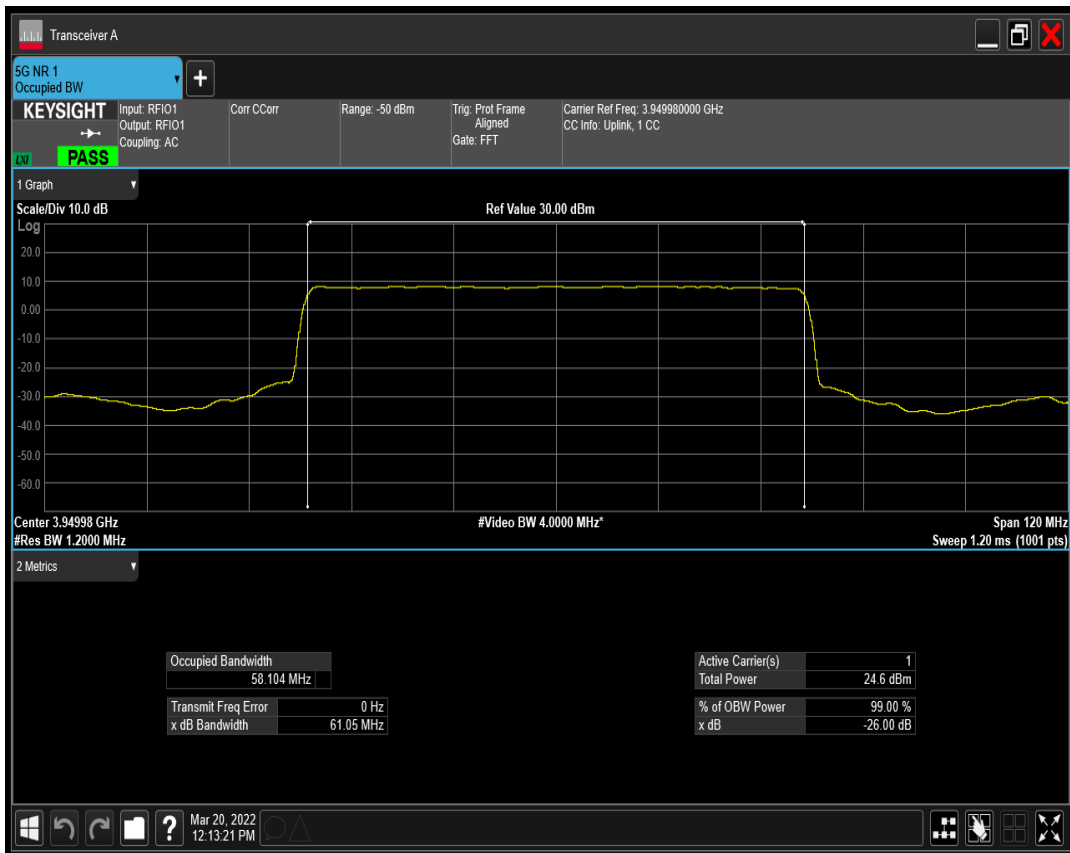 Transceiver A
5G NR 1
Occupied BW
KEYSIGHT
LXI
PASS
Input: RFIO1
Output: RFIO1
Coupling: AC
Corr CCorr
Range: -50 dBm
Trig: Prot Frame
Aligned
Gate: FFT
Carrier Ref Freq: 3.949980000 GHz
CC Info: Uplink, 1 CC
1 Graph
Scale/Div 10.0 dB
Ref Value 30.00 dBm
Log
20.0
10.0
0.00
-10.0
-20.0
-30.0
-40.0
-50.0
-60.0
Center 3.94998 GHz
#Video BW 4.0000 MHz*
Span 120 MHz
#Res BW 1.2000 MHz
Sweep 1.20 ms (1001 pts)
2 Metrics
Occupied Bandwidth
58.104 MHz
Transmit Freq Error 0 Hz
x dB Bandwidth 61.05 MHz
Active Carrier(s) 1
Total Power 24.6 dBm
% of OBW Power 99.00 %
x dB -26.00 dB
Mar 20, 2022
12:13:21 PM